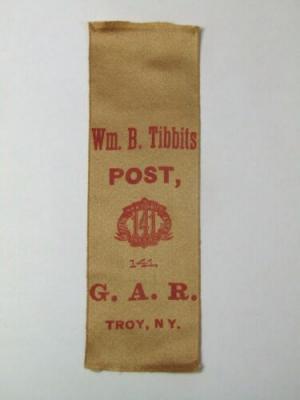 Wm. B. Tibbits
POST,
141
141.
G. A. R.
TROY, N.Y.